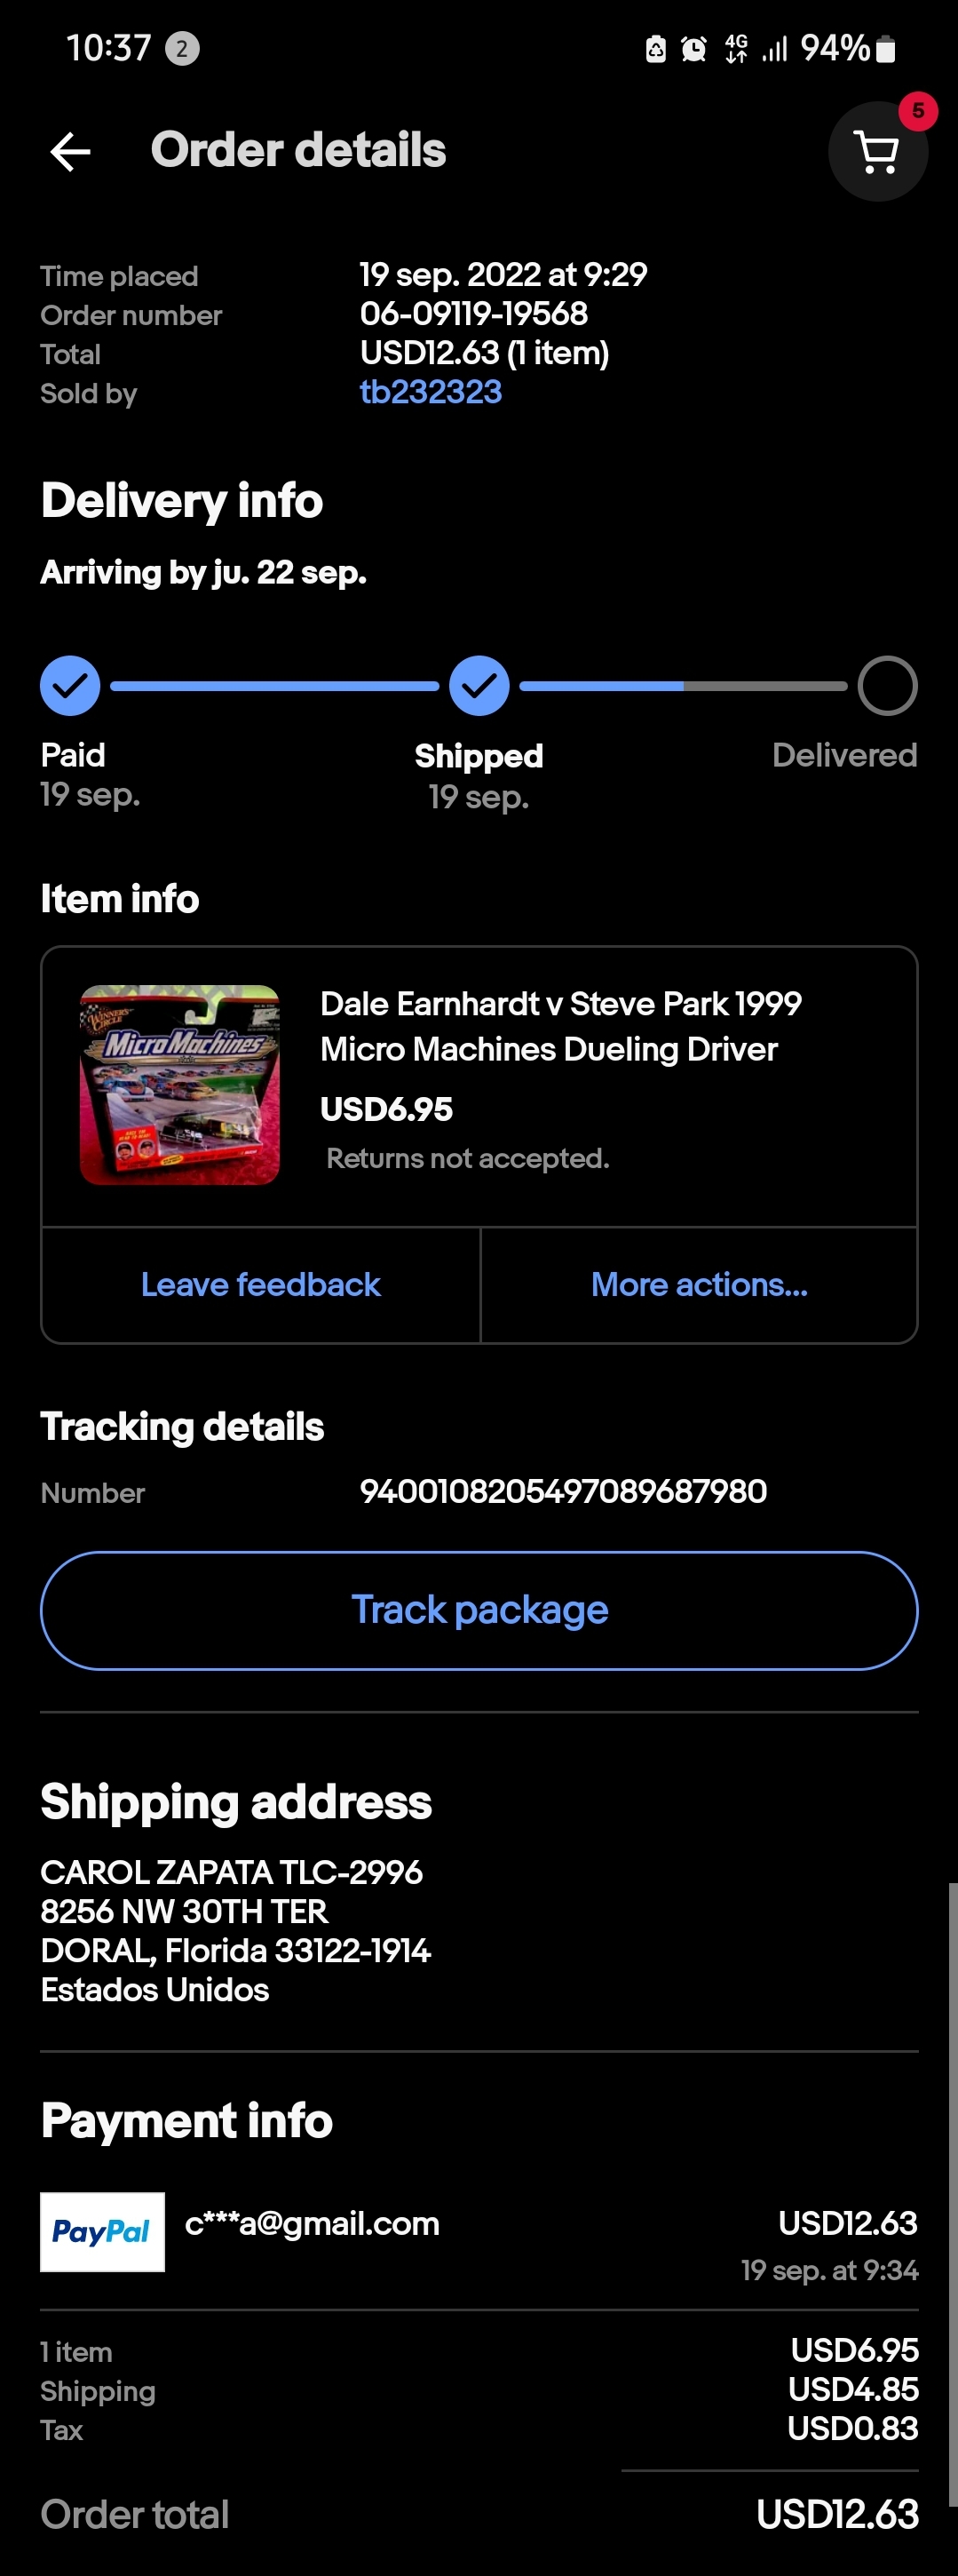 10:37 2 4G 94%
Order details 5
Time placed 19 sep. 2022 at 9:29
Order number 06-09119-19568
Total USD12.63 (1 item)
Sold by tb232323
Delivery info
Arriving by ju. 22 sep.
Paid Shipped Delivered
19 sep. 19 sep.
Item info
WINNER'S CIRCLE
MicroMachines
Dale Earnhardt v Steve Park 1999
Micro Machines Dueling Driver
USD6.95
Returns not accepted.
Leave feedback More actions...
Tracking details
Number 9400108205497089687980
Track package
Shipping address
CAROL ZAPATA TLC-2996
8256 NW 30TH TER
DORAL, Florida 33122-1914
Estados Unidos
Payment info
PayPal c***a@gmail.com USD12.63
19 sep. at 9:34
1 item USD6.95
Shipping USD4.85
Tax USD0.83
Order total USD12.63